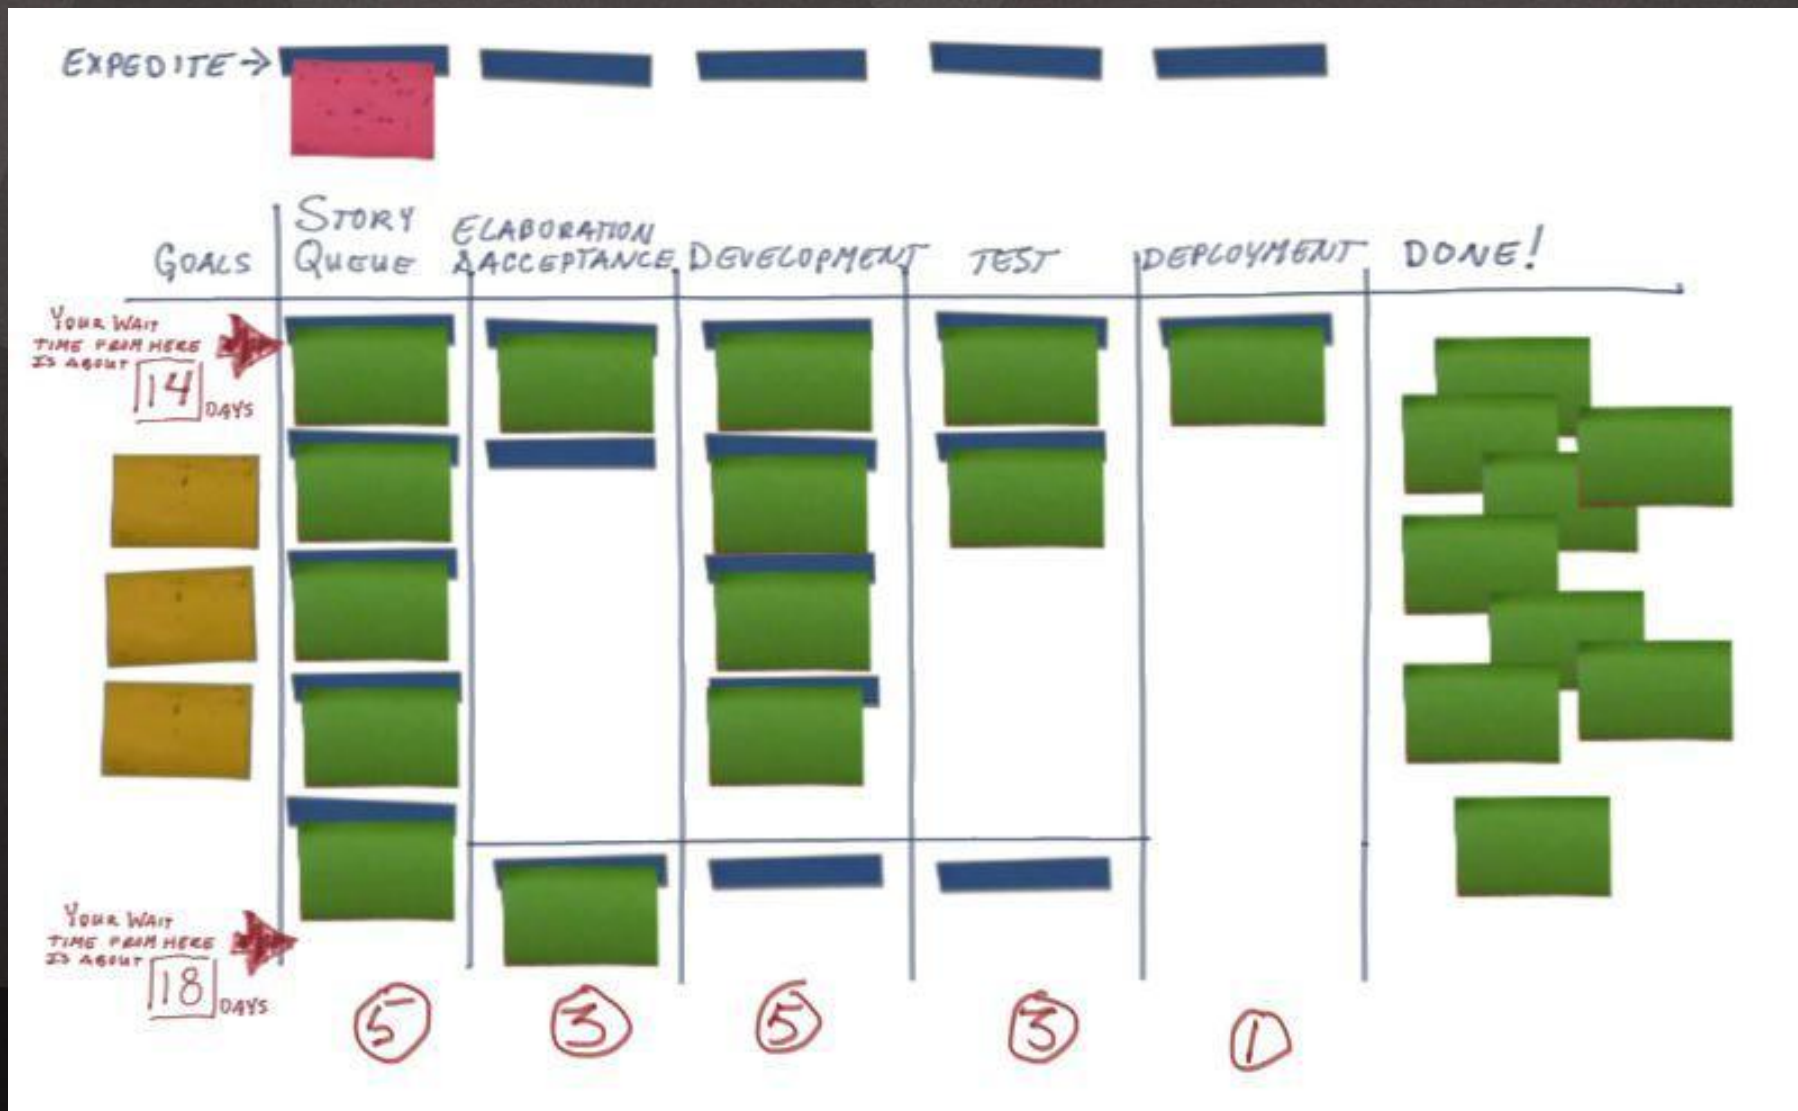 EXPEDITE →
STORY
QUEUE
GOALS
ELABORATION
& ACCEPTANCE
DEVELOPMENT
TEST
DEPLOYMENT
DONE!
YOUR WAIT
TIME FROM HERE
IS ABOUT
14
DAYS
YOUR WAIT
TIME FROM HERE
IS ABOUT
18
DAYS
5
3
5
3
1